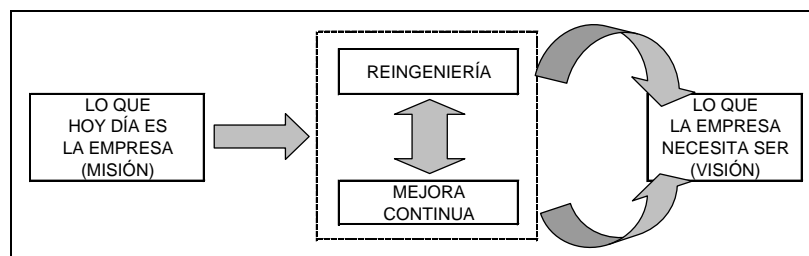 LO QUE
HOY DÍA ES
LA EMPRESA
(MISIÓN)
REINGENIERÍA
MEJORA
CONTINUA
LO QUE
LA EMPRESA
NECESITA SER
(VISIÓN)